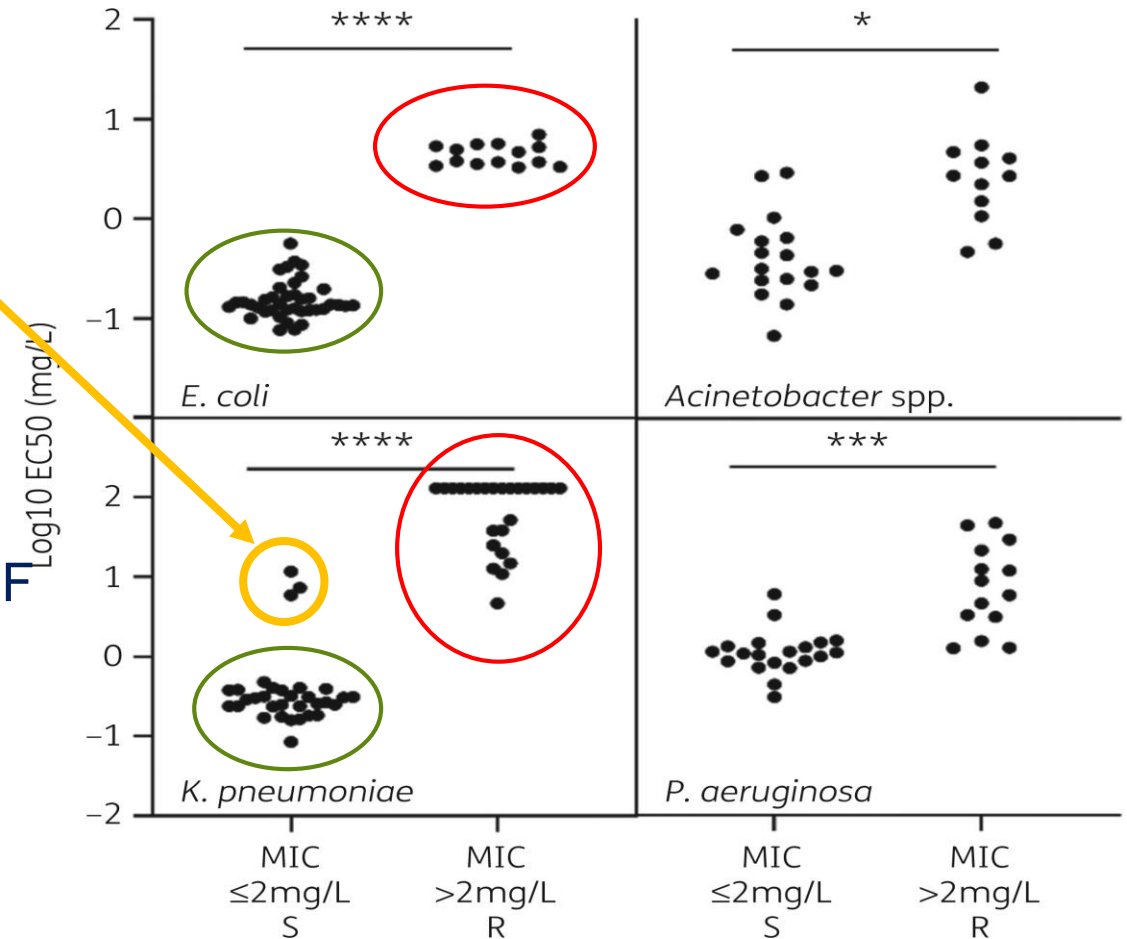 2
****
*
1
0
−1
E. coli
Acinetobacter spp.
Log10 EC50 (mg/L)
****
***
2
1
F
0
−1
K. pneumoniae
P. aeruginosa
−2
MIC
≤2mg/L
S
MIC
>2mg/L
R
MIC
≤2mg/L
S
MIC
>2mg/L
R